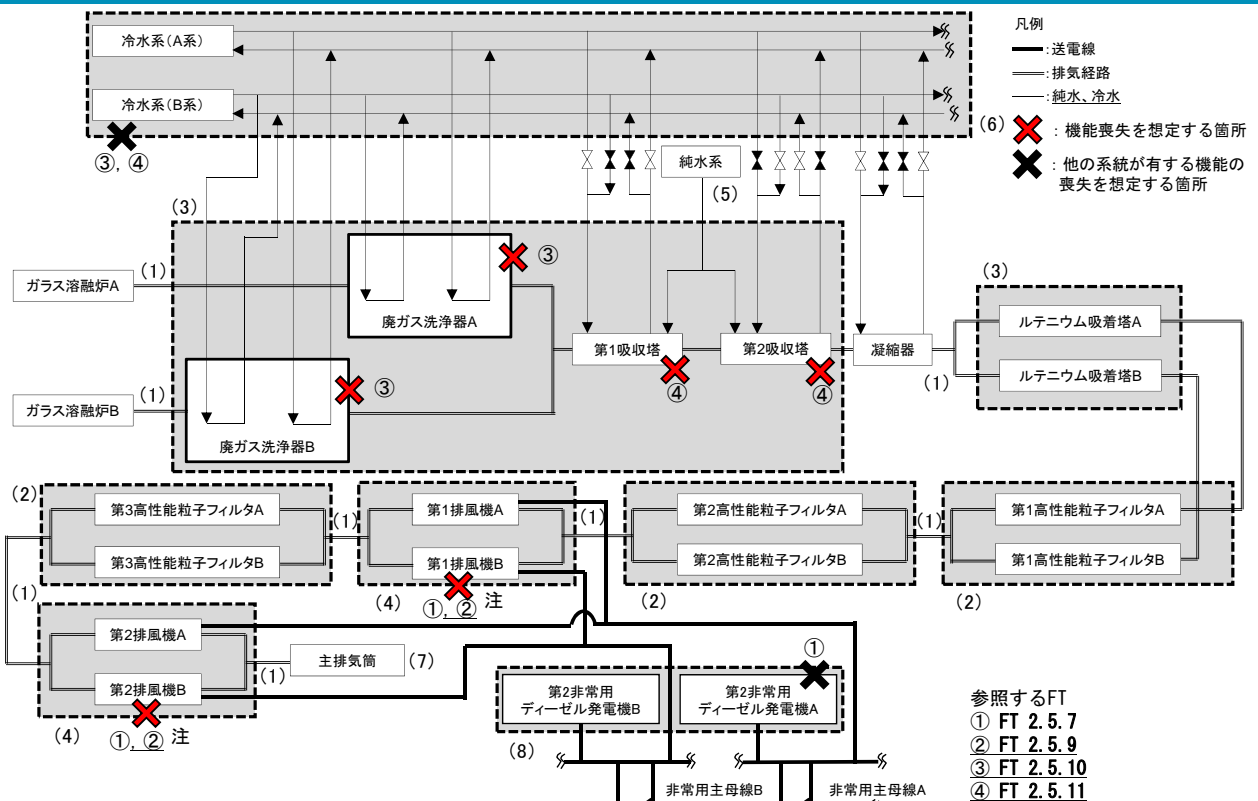 冷水系(A系)
冷水系(B系)
③, ④
凡例
:送電線
:排気経路
:純水、冷水
(6)
:機能喪失を想定する箇所
:他の系統が有する機能の
喪失を想定する箇所
純水系
(5)
(3)
ガラス溶融炉A
(1)
廃ガス洗浄器A
③
ガラス溶融炉B
(1)
廃ガス洗浄器B
③
第1吸収塔
④
第2吸収塔
④
凝縮器
(1)
(3)
ルテニウム吸着塔A
ルテニウム吸着塔B
(2)
第3高性能粒子フィルタA
第3高性能粒子フィルタB
(1)
第1排風機A
第1排風機B
(4)
①, ② 注
(1)
第2高性能粒子フィルタA
第2高性能粒子フィルタB
(2)
(1)
第1高性能粒子フィルタA
第1高性能粒子フィルタB
(2)
(1)
第2排風機A
第2排風機B
(4)
①, ② 注
(1)
主排気筒
(7)
①
第2非常用
ディーゼル発電機B
第2非常用
ディーゼル発電機A
(8)
非常用主母線B
非常用主母線A
参照するFT
① FT 2.5.7
② FT 2.5.9
③ FT 2.5.10
④ FT 2.5.11